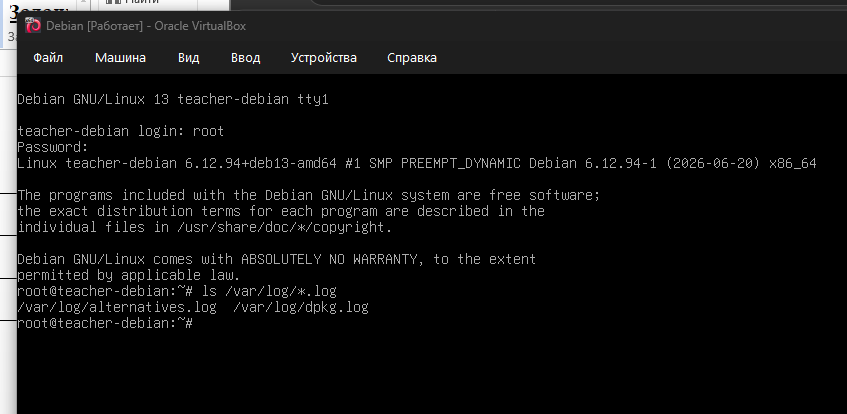 Найти
Debian [Работает] - Oracle VirtualBox
Файл Машина Вид Ввод Устройства Справка
Debian GNU/Linux 13 teacher-debian tty1
teacher-debian login: root
Password:
Linux teacher-debian 6.12.94+deb13-amd64 #1 SMP PREEMPT_DYNAMIC Debian 6.12.94-1 (2026-06-20) x86_64
The programs included with the Debian GNU/Linux system are free software;
the exact distribution terms for each program are described in the
individual files in /usr/share/doc/*/copyright.
Debian GNU/Linux comes with ABSOLUTELY NO WARRANTY, to the extent
permitted by applicable law.
root@teacher-debian:~# ls /var/log/*.log
/var/log/alternatives.log  /var/log/dpkg.log
root@teacher-debian:~#